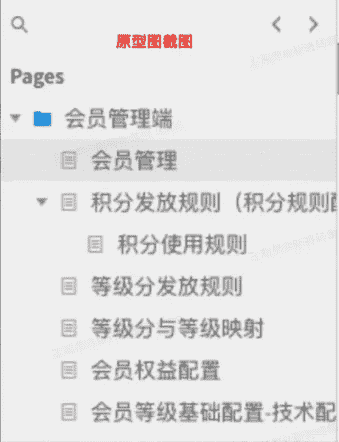 原型图截图
Pages
会员管理端
会员管理
积分发放规则（积分规则配
积分使用规则
等级分发放规则
等级分与等级映射
会员权益配置
会员等级基础配置-技术配